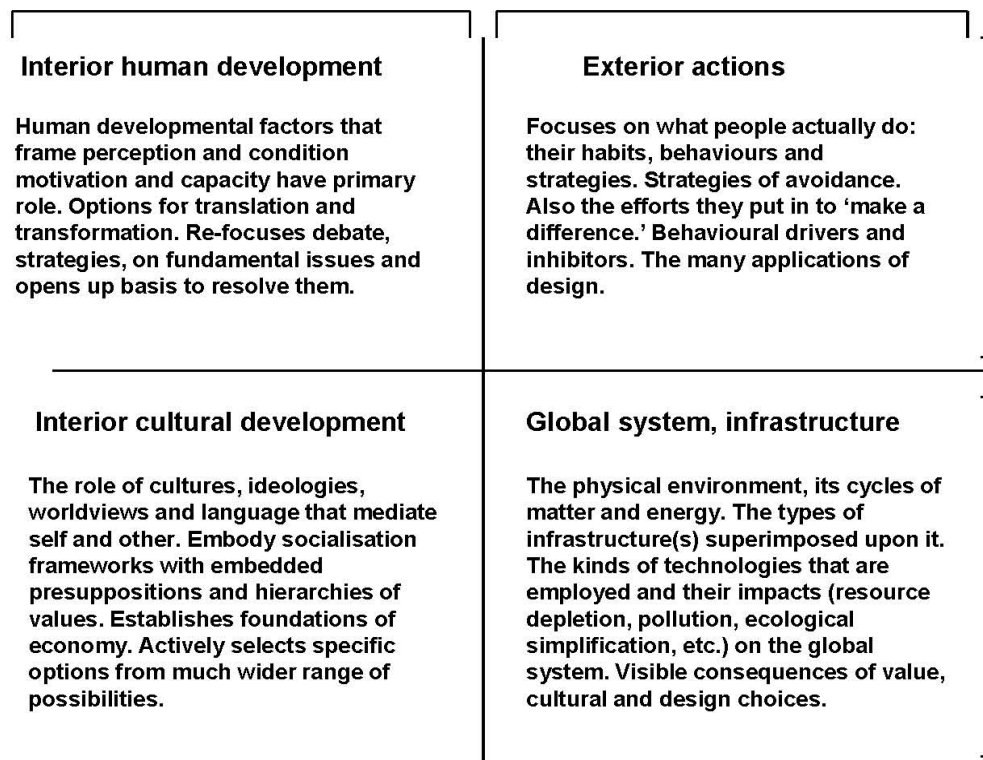 Interior human development
Human developmental factors that
frame perception and condition
motivation and capacity have primary
role. Options for translation and
transformation. Re-focuses debate,
strategies, on fundamental issues and
opens up basis to resolve them.
Exterior actions
Focuses on what people actually do:
their habits, behaviours and
strategies. Strategies of avoidance.
Also the efforts they put in to ‘make a
difference.’ Behavioural drivers and
inhibitors. The many applications of
design.
Interior cultural development
The role of cultures, ideologies,
worldviews and language that mediate
self and other. Embody socialisation
frameworks with embedded
presuppositions and hierarchies of
values. Establishes foundations of
economy. Actively selects specific
options from much wider range of
possibilities.
Global system, infrastructure
The physical environment, its cycles of
matter and energy. The types of
infrastructure(s) superimposed upon it.
The kinds of technologies that are
employed and their impacts (resource
depletion, pollution, ecological
simplification, etc.) on the global
system. Visible consequences of value,
cultural and design choices.